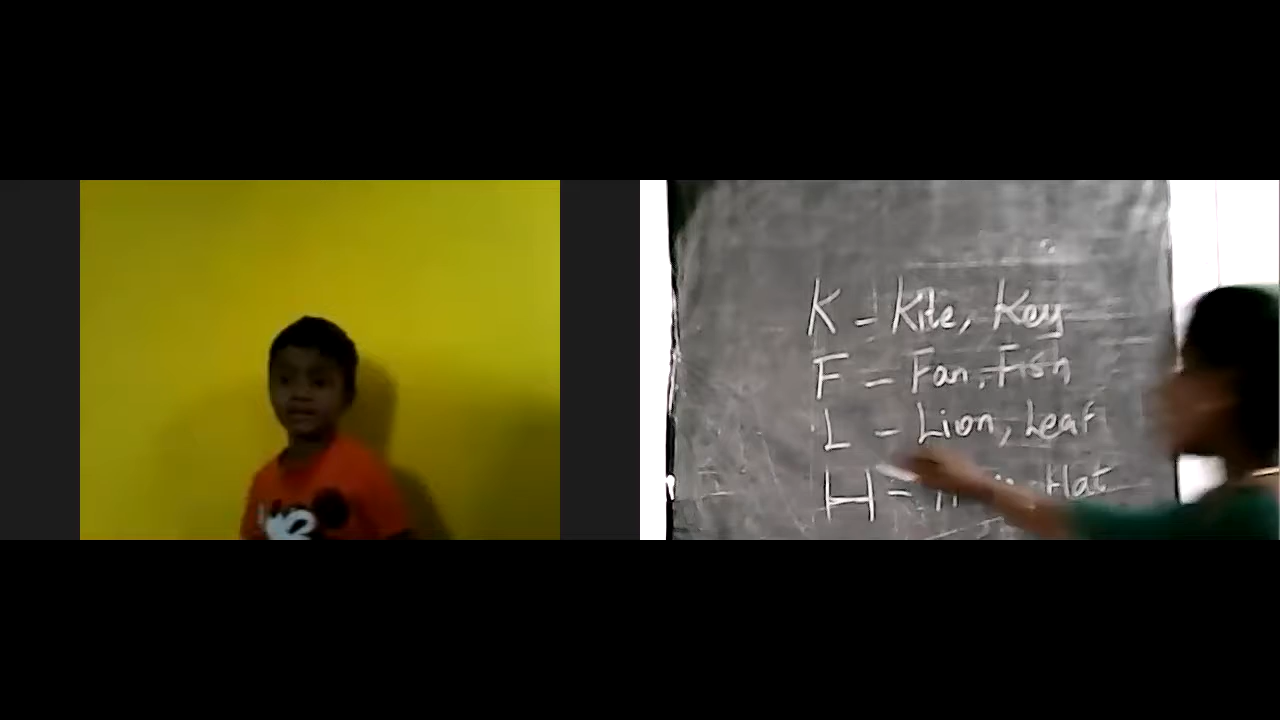 K - Kite, Key
F - Fan, Fish
L - Lion, Leaf
H - Hat